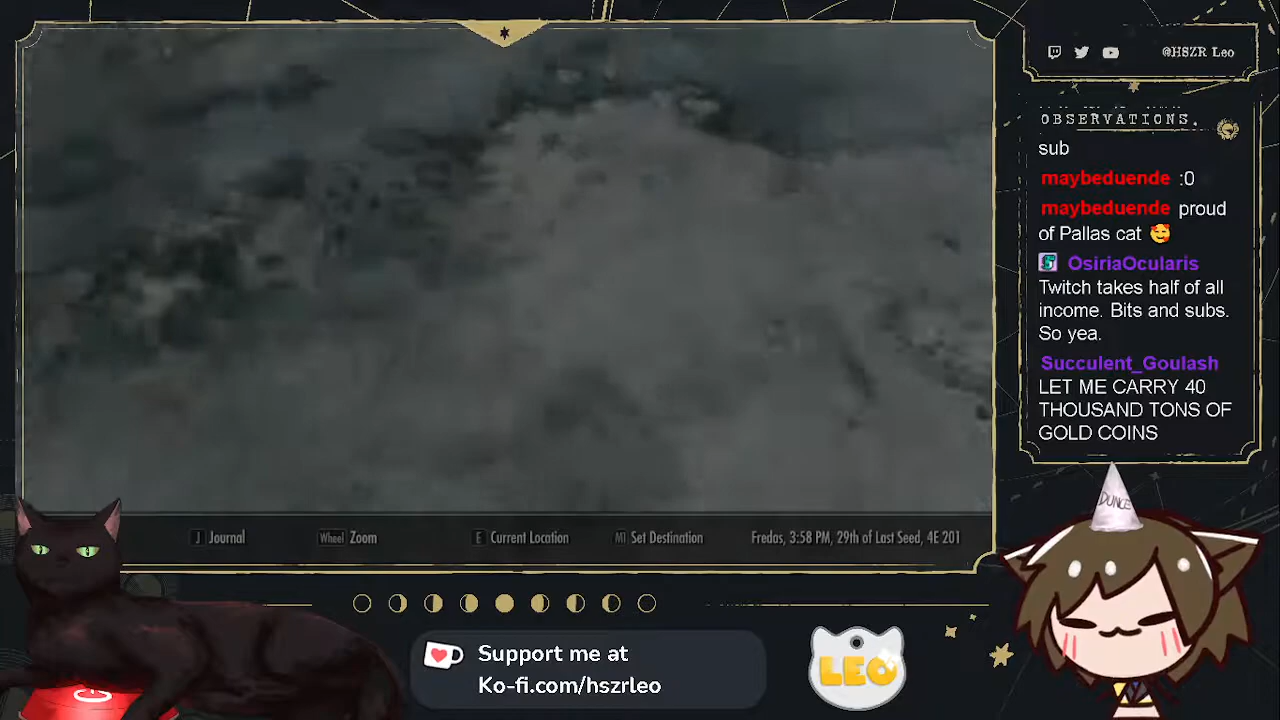 @HSZR Leo
OBSERVATIONS.
sub
maybeduende :0
maybeduende proud
of Pallas cat 🥰
OsiriaOcularis
Twitch takes half of all
income. Bits and subs.
So yea.
Succulent_Goulash
LET ME CARRY 40
THOUSAND TONS OF
GOLD COINS
DUNCE
J Journal
Wheel Zoom
E Current Location
M1 Set Destination
Fredas, 3:58 PM, 29th of Last Seed, 4E 201
Support me at
Ko-fi.com/hszrleo
LEO